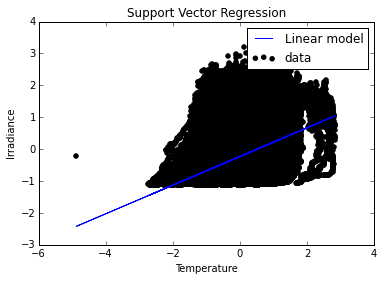 Support Vector Regression
4
3
2
1
0
−1
−2
−3
Irradiance
Linear model
data
−6
−4
−2
0
2
4
Temperature